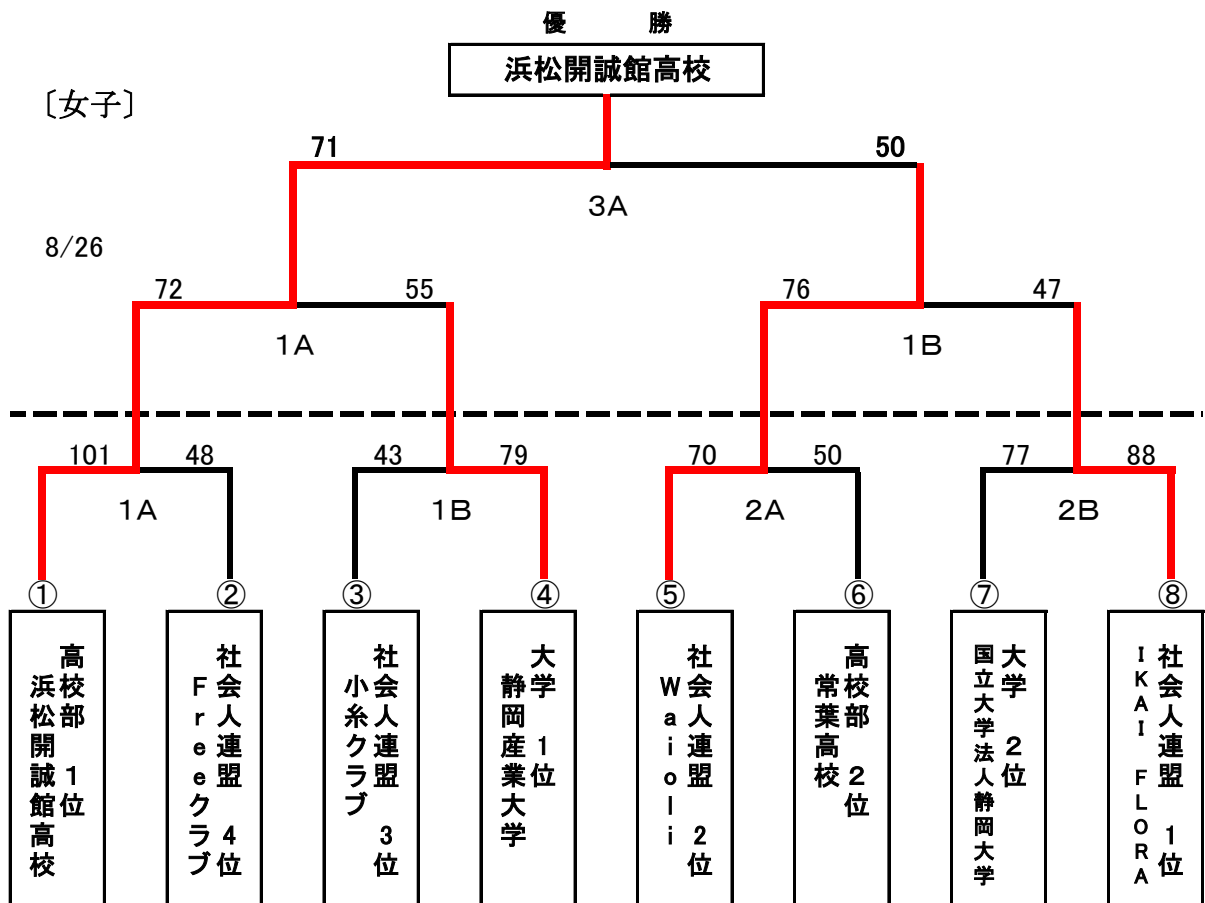 優　勝
浜松開誠館高校
〔女子〕
71 50
3A
8/26
72 55 76 47
1A 1B
101 48 43 79 70 50 77 88
1A 1B 2A 2B
① ② ③ ④ ⑤ ⑥ ⑦ ⑧
高校部　1位
浜松開誠館高校
社会人連盟　4位
Freeクラブ
社会人連盟　3位
小糸クラブ
大学　1位
静岡産業大学
社会人連盟　2位
Waioli
高校部　2位
常葉高校
大学　2位
国立大学法人静岡大学
社会人連盟　1位
IKAI　FLORA